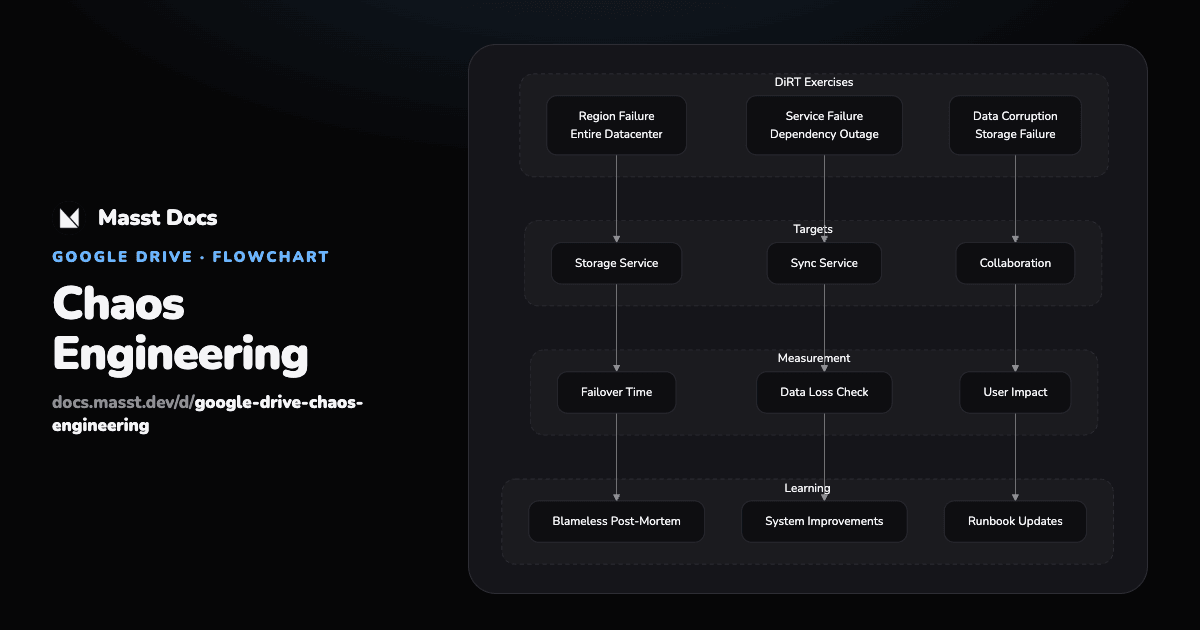 Masst Docs
GOOGLE DRIVE · FLOWCHART
Chaos
Engineering
docs.masst.dev/d/google-drive-chaos-
engineering
DiRT Exercises
Region Failure
Entire Datacenter
Service Failure
Dependency Outage
Data Corruption
Storage Failure
Targets
Storage Service
Sync Service
Collaboration
Measurement
Failover Time
Data Loss Check
User Impact
Learning
Blameless Post-Mortem
System Improvements
Runbook Updates